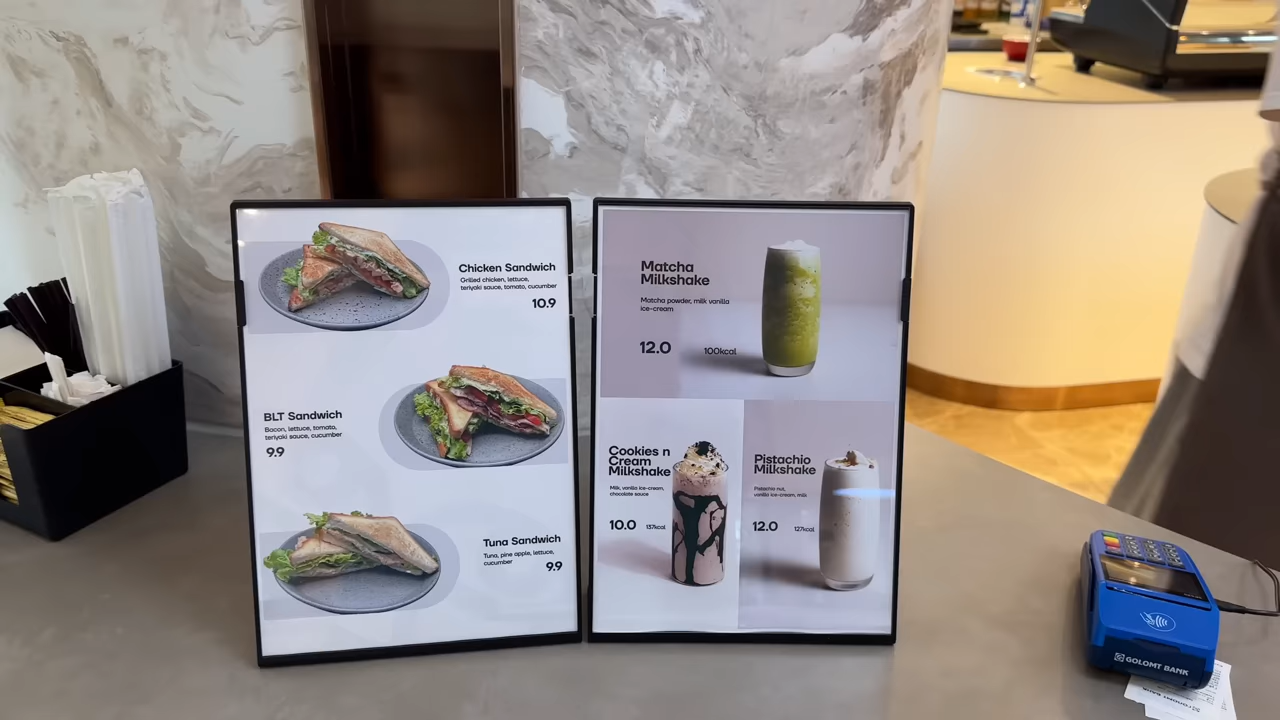 Chicken Sandwich
Grilled chicken, lettuce,
teriyaki sauce, tomato, cucumber
10.9
BLT Sandwich
Bacon, lettuce, tomato,
teriyaki sauce, cucumber
9.9
Tuna Sandwich
Tuna, pine apple, lettuce,
cucumber
9.9
Matcha
Milkshake
Matcha powder, milk vanilla
ice-cream
12.0
100kcal
Cookies n
Cream
Milkshake
Milk, vanilla ice-cream,
chocolate sauce
10.0
137kcal
Pistachio
Milkshake
Pistachio nut,
vanilla ice-cream, milk
12.0
127kcal
GOLOMT BANK